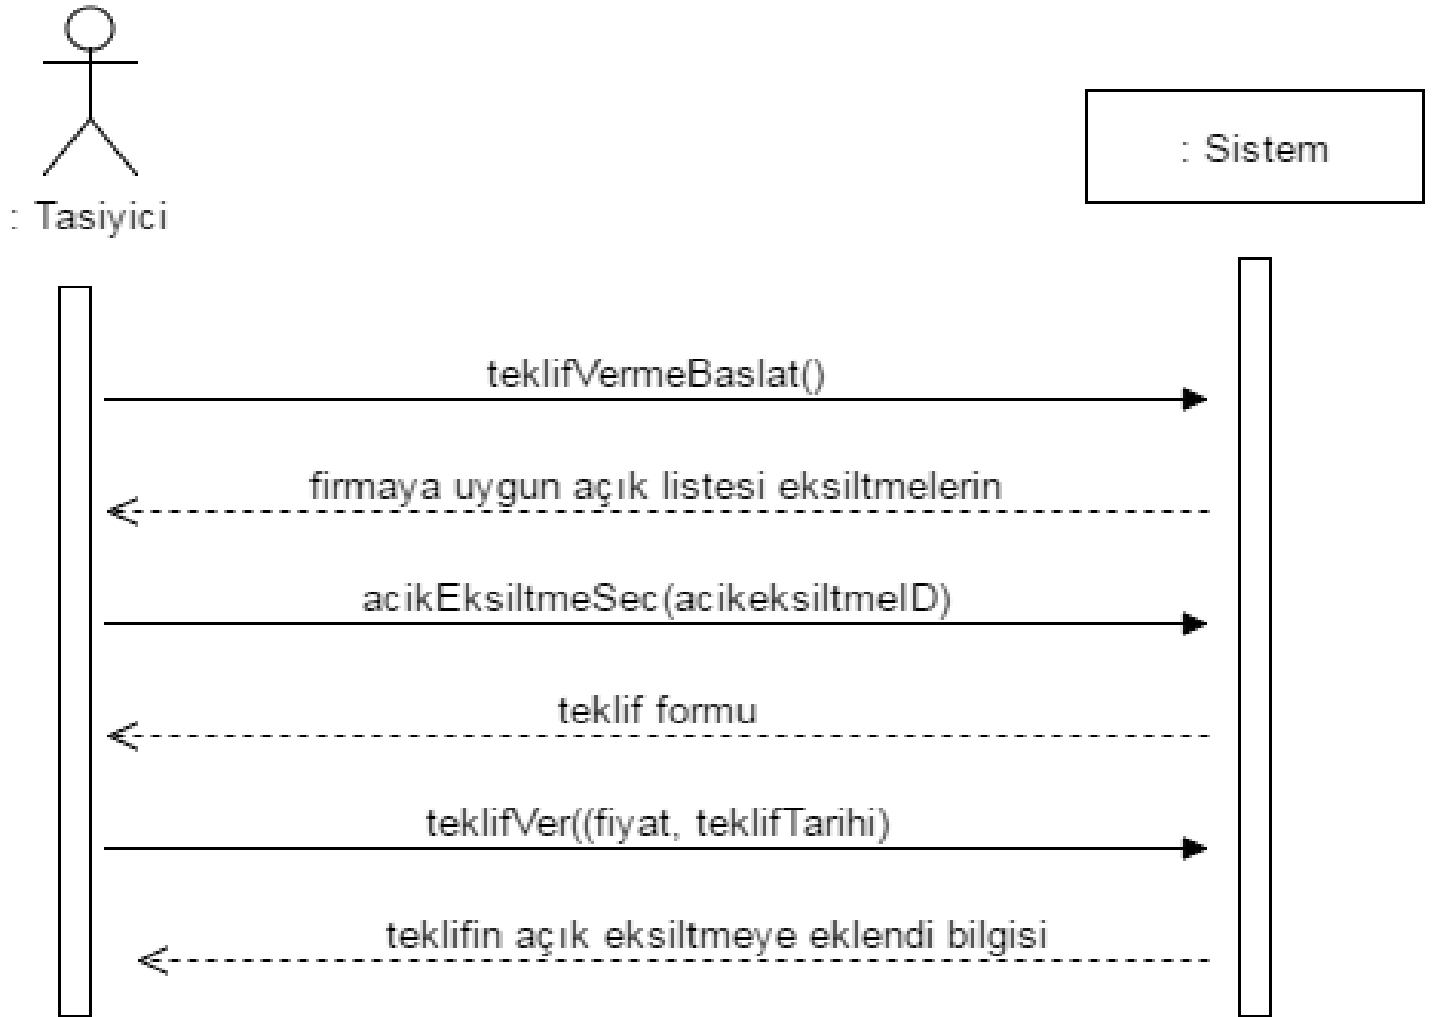 : Tasiyici
: Sistem
teklifVermeBaslat()
firmaya uygun açık listesi eksiltmelerin
acikEksiltmeSec(acikeksiltmeID)
teklif formu
teklifVer((fiyat, teklifTarihi)
teklifin açık eksiltmeye eklendi bilgisi